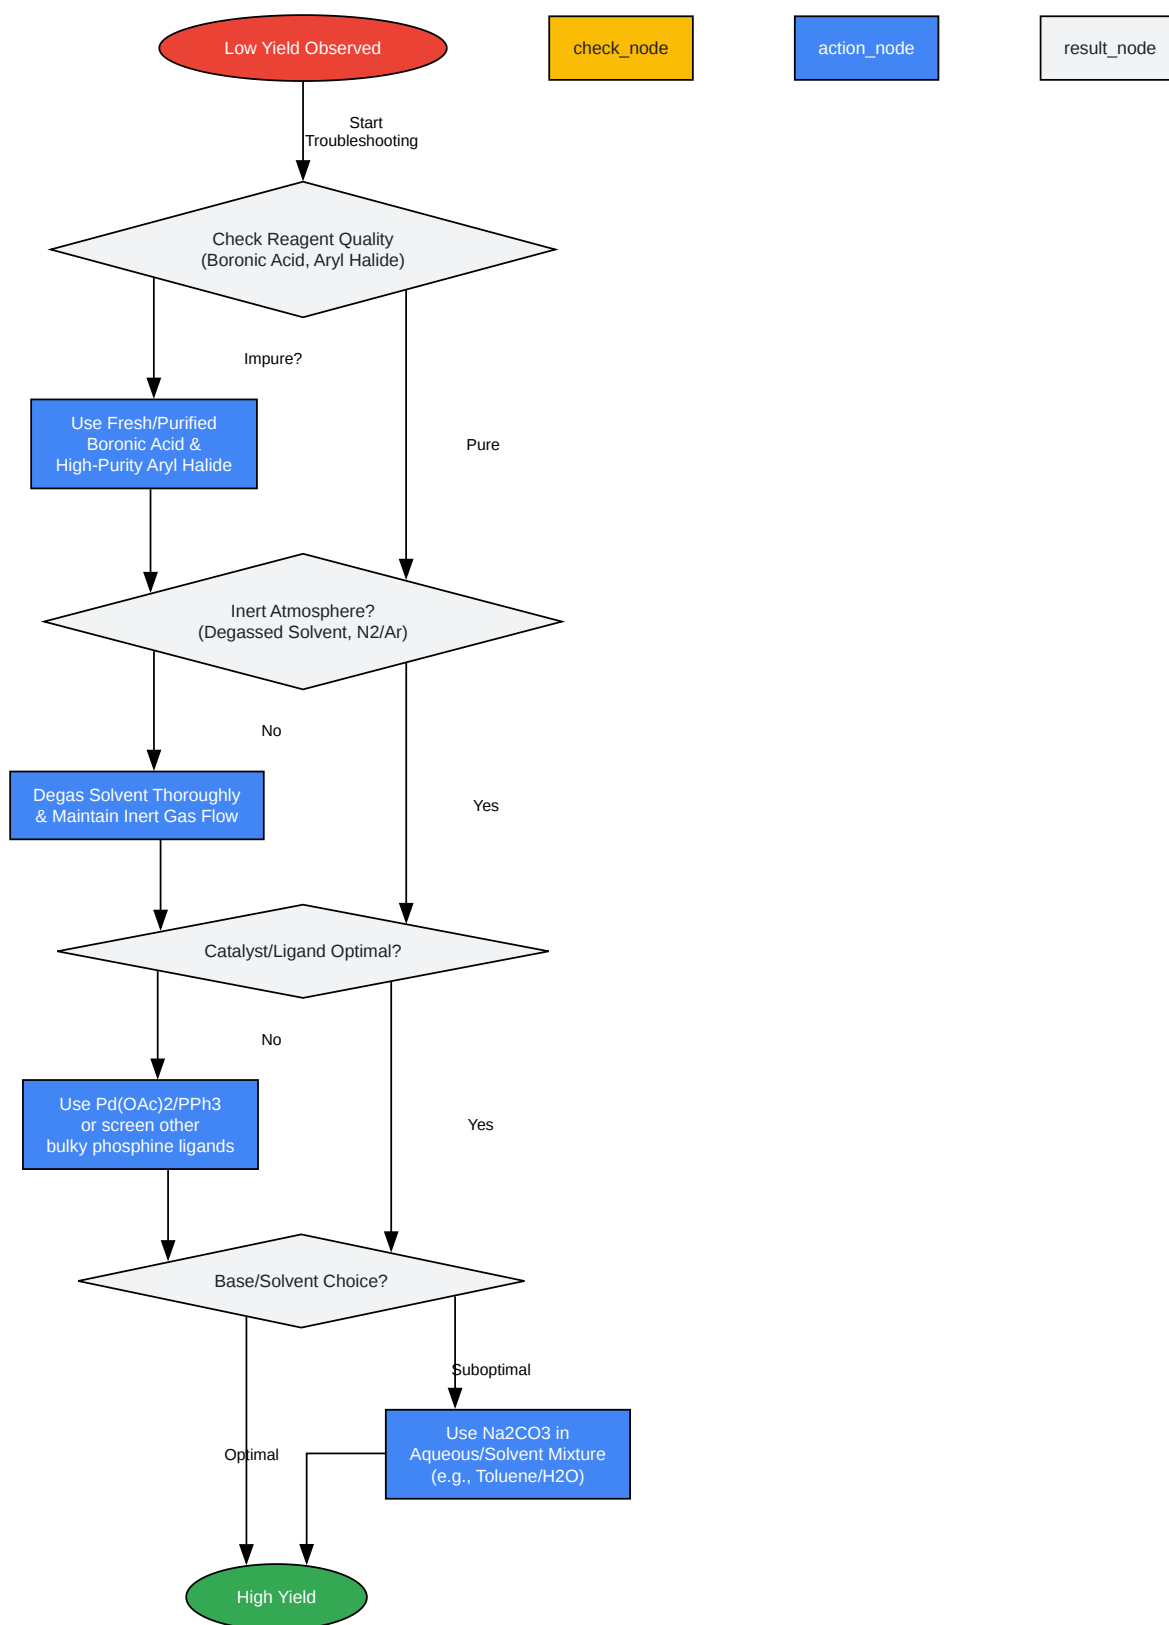 Low Yield Observed
check_node
action_node
result_node
Start
Troubleshooting
Check Reagent Quality
(Boronic Acid, Aryl Halide)
Impure?
Use Fresh/Purified
Boronic Acid &
High-Purity Aryl Halide
Pure
Inert Atmosphere?
(Degassed Solvent, N2/Ar)
No
Degas Solvent Thoroughly
& Maintain Inert Gas Flow
Yes
Catalyst/Ligand Optimal?
No
Use Pd(OAc)2/PPh3
or screen other
bulky phosphine ligands
Yes
Base/Solvent Choice?
Suboptimal
Use Na2CO3 in
Aqueous/Solvent Mixture
(e.g., Toluene/H2O)
Optimal
High Yield